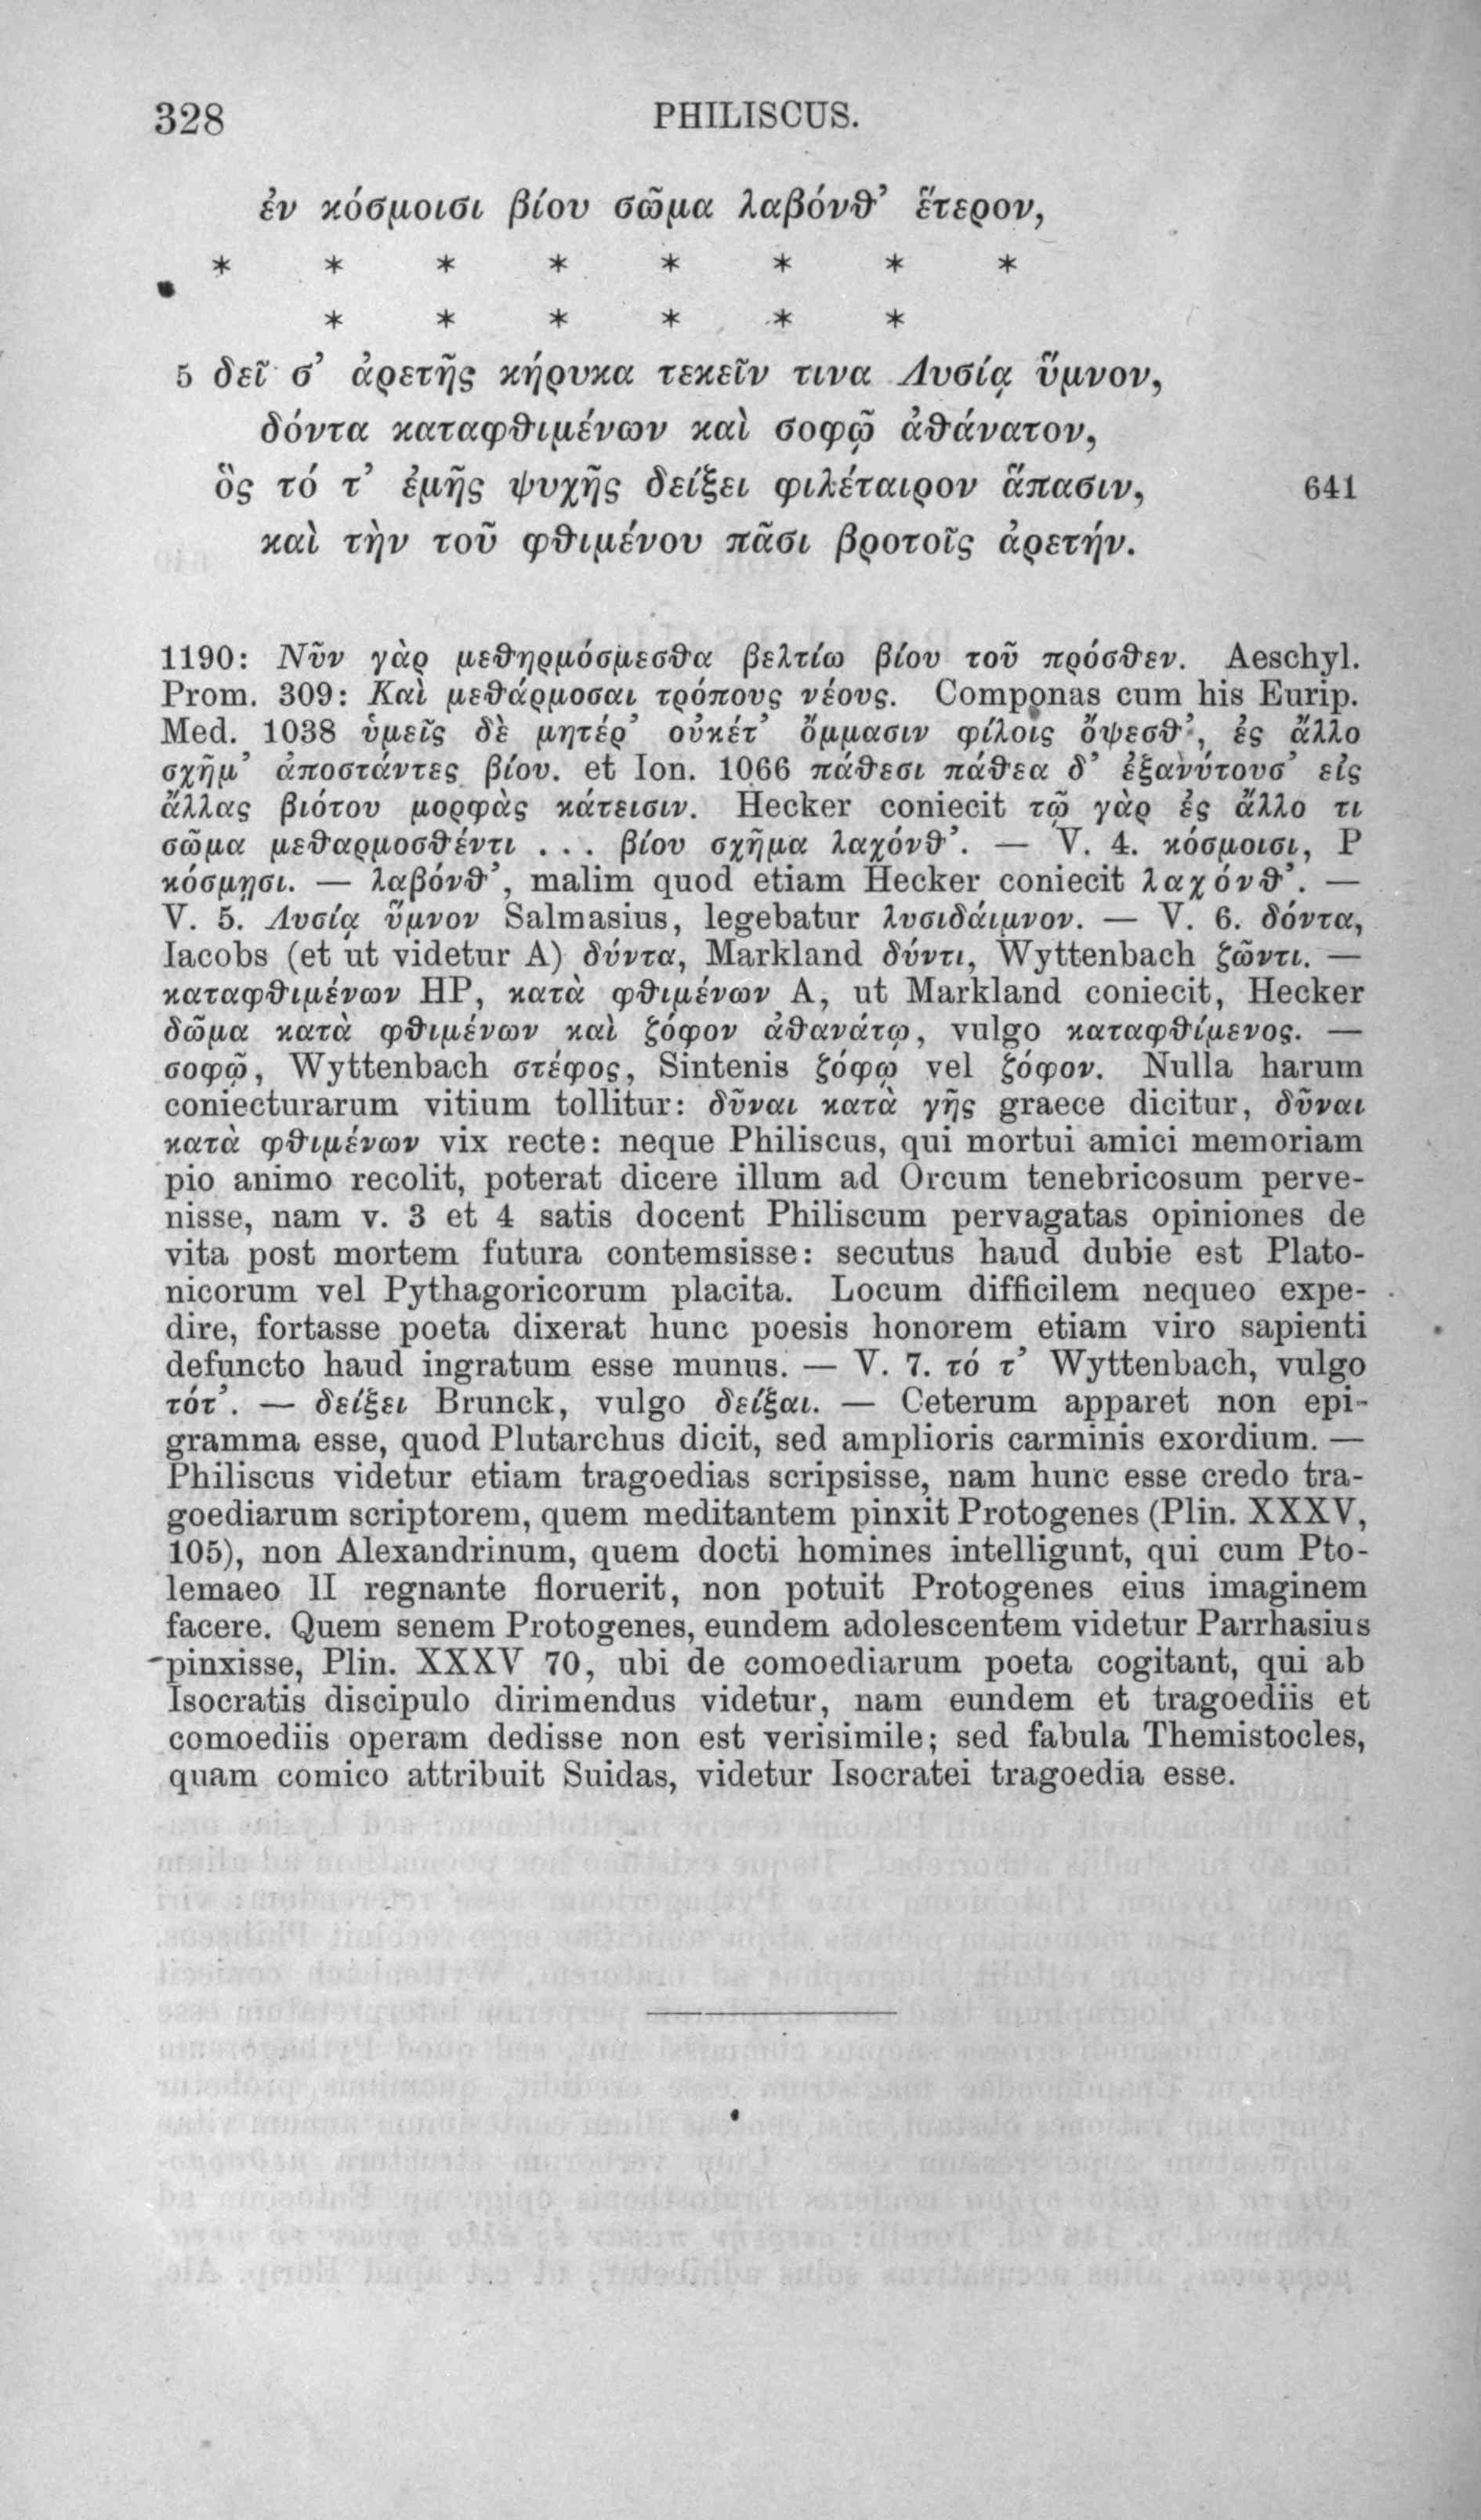 328 PHILISCUS.
ἐν κόσμοισι βίου σῶμα λαβόνθ’ ἕτερον,
* * * * * * * *
* * * * * *
5 δεῖ σ’ ἀρετῆς κήρυκα τεκεῖν τινα Λυσίᾳ ὕμνον,
δόντα καταφθιμένων καὶ σοφῷ ἀθάνατον,
ὃς τό τ’ ἐμῆς ψυχῆς δείξει φιλέταιρον ἅπασιν, 641
καὶ τὴν τοῦ φθιμένου πᾶσι βροτοῖς ἀρετήν.
1190: Νῦν γὰρ μεθηρμόσμεσθα βελτίω βίου τοῦ πρόσθεν. Aeschyl.
Prom. 309: Καὶ μεθάρμοσαι τρόπους νέους. Componas cum his Eurip.
Med. 1038 ὑμεῖς δὲ μητέρ’ οὐκέτ’ ὄμμασιν φίλοις ὄψεσθ’, ἐς ἄλλο
σχῆμ’ ἀποστάντες βίου. et Ion. 1066 πάθεσι πάθεα δ’ ἐξανύτουσ’ εἰς
ἄλλας βιότου μορφὰς κάτεισιν. Hecker coniecit τῷ γὰρ ἐς ἄλλο τι
σῶμα μεθαρμοσθέντι . . . βίου σχῆμα λαχόνθ’. — V. 4. κόσμοισι, P
κόσμῃσι. — λαβόνθ’, malim quod etiam Hecker coniecit λαχόνθ’. —
V. 5. Λυσίᾳ ὕμνον Salmasius, legebatur λυσιδάιμνον. — V. 6. δόντα,
Iacobs (et ut videtur A) δύντα, Markland δύντι, Wyttenbach ζῶντι. —
καταφθιμένων HP, κατὰ φθιμένων A, ut Markland coniecit, Hecker
δῶμα κατὰ φθιμένων καὶ ζόφον ἀθανάτῳ, vulgo καταφθίμενος. —
σοφῷ, Wyttenbach στέφος, Sintenis ζόφῳ vel ζόφον. Nulla harum
coniecturarum vitium tollitur: δῦναι κατὰ γῆς graece dicitur, δῦναι
κατὰ φθιμένων vix recte: neque Philiscus, qui mortui amici memoriam
pio animo recolit, poterat dicere illum ad Orcum tenebricosum perve-
nisse, nam v. 3 et 4 satis docent Philiscum pervagatas opiniones de
vita post mortem futura contemsisse: secutus haud dubie est Plato-
nicorum vel Pythagoricorum placita. Locum difficilem nequeo expe-
dire, fortasse poeta dixerat hunc poesis honorem etiam viro sapienti
defuncto haud ingratum esse munus. — V. 7. τό τ’ Wyttenbach, vulgo
τότ’. — δείξει Brunck, vulgo δείξαι. — Ceterum apparet non epi-
gramma esse, quod Plutarchus dicit, sed amplioris carminis exordium. —
Philiscus videtur etiam tragoedias scripsisse, nam hunc esse credo tra-
goediarum scriptorem, quem meditantem pinxit Protogenes (Plin. XXXV,
105), non Alexandrinum, quem docti homines intelligunt, qui cum Pto-
lemaeo II regnante floruerit, non potuit Protogenes eius imaginem
facere. Quem senem Protogenes, eundem adolescentem videtur Parrhasius
pinxisse, Plin. XXXV 70, ubi de comoediarum poeta cogitant, qui ab
Isocratis discipulo dirimendus videtur, nam eundem et tragoediis et
comoediis operam dedisse non est verisimile; sed fabula Themistocles,
quam comico attribuit Suidas, videtur Isocratei tragoedia esse.